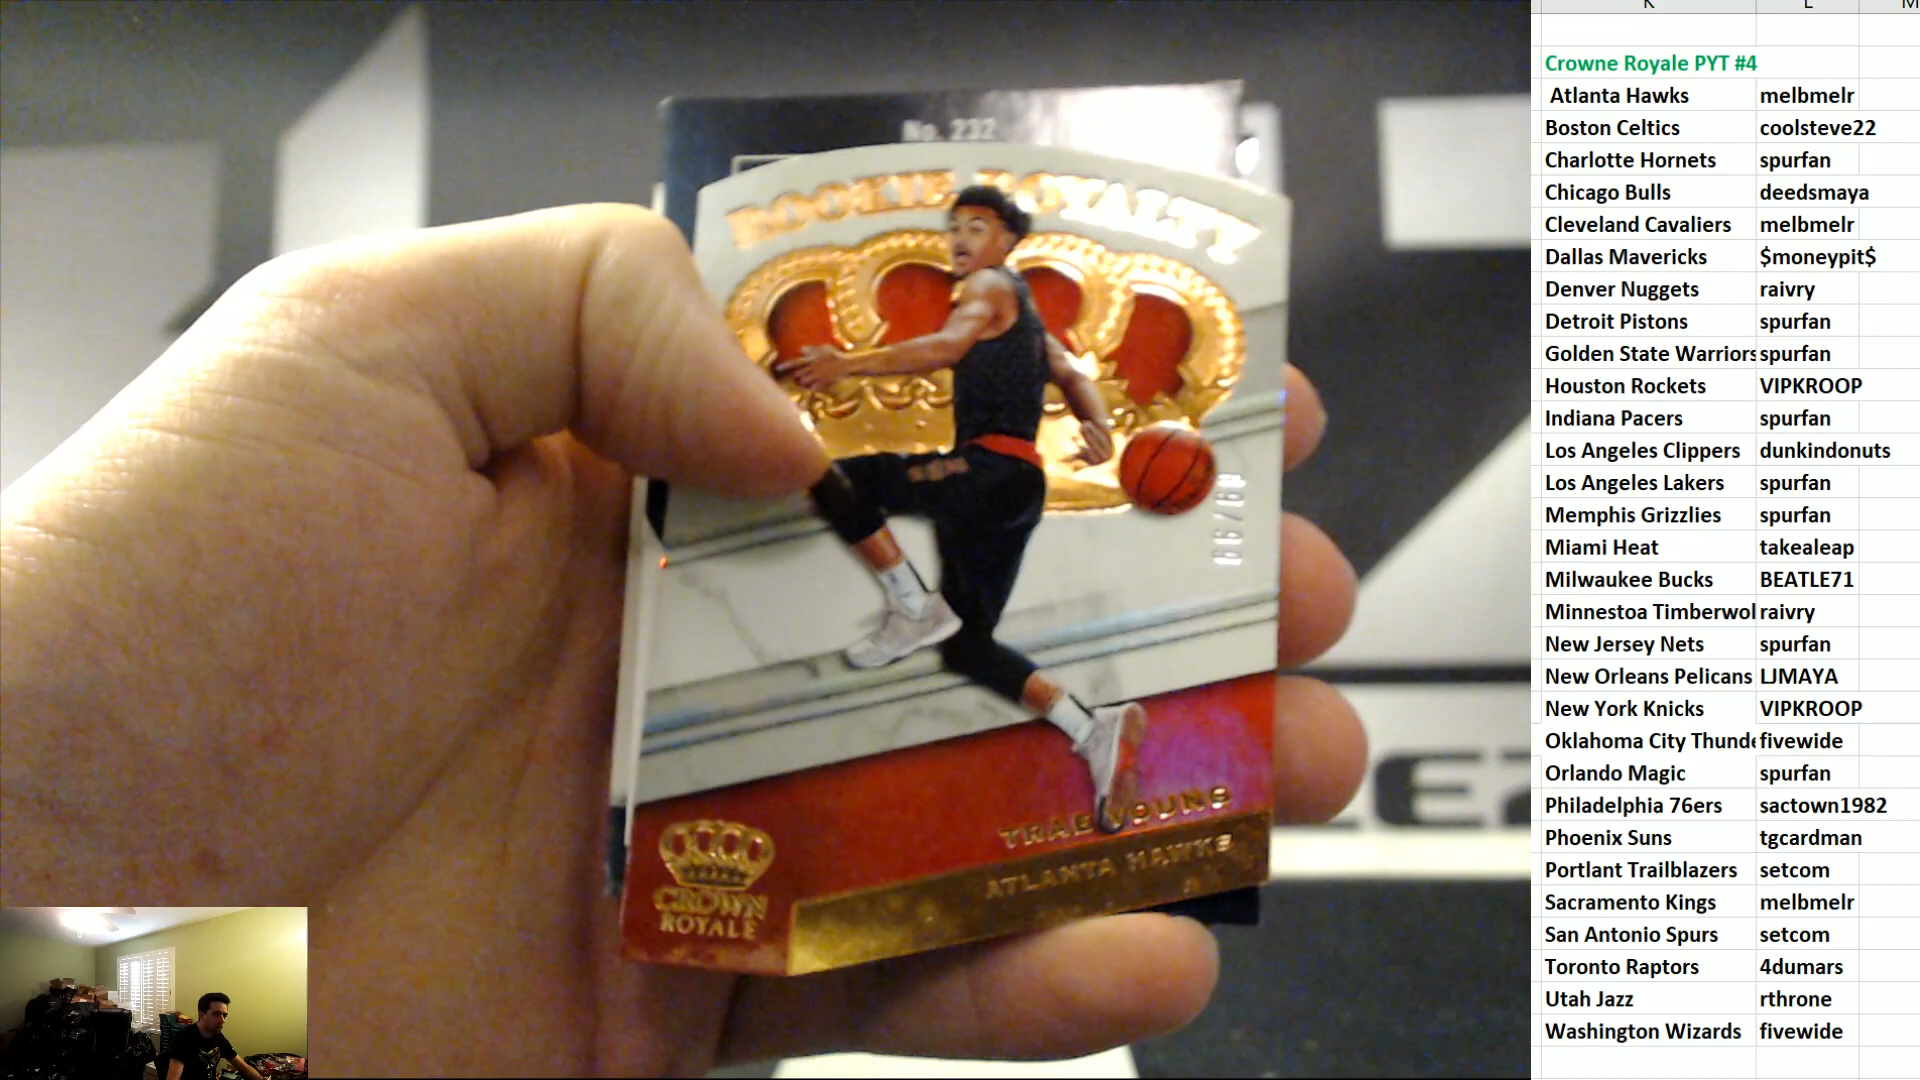 No. 232
ROOKIE ROYALTY
49/99
TRAE YOUNG
ATLANTA HAWKS
CROWN
ROYALE
K L M
Crowne Royale PYT #4
Atlanta Hawks melbmelr
Boston Celtics coolsteve22
Charlotte Hornets spurfan
Chicago Bulls deedsmaya
Cleveland Cavaliers melbmelr
Dallas Mavericks $moneypit$
Denver Nuggets raivry
Detroit Pistons spurfan
Golden State Warriors spurfan
Houston Rockets VIPKROOP
Indiana Pacers spurfan
Los Angeles Clippers dunkindonuts
Los Angeles Lakers spurfan
Memphis Grizzlies spurfan
Miami Heat takealeap
Milwaukee Bucks BEATLE71
Minnestoa Timberwol raivry
New Jersey Nets spurfan
New Orleans Pelicans LJMAYA
New York Knicks VIPKROOP
Oklahoma City Thunde fivewide
Orlando Magic spurfan
Philadelphia 76ers sactown1982
Phoenix Suns tgcardman
Portlant Trailblazers setcom
Sacramento Kings melbmelr
San Antonio Spurs setcom
Toronto Raptors 4dumars
Utah Jazz rthrone
Washington Wizards fivewide